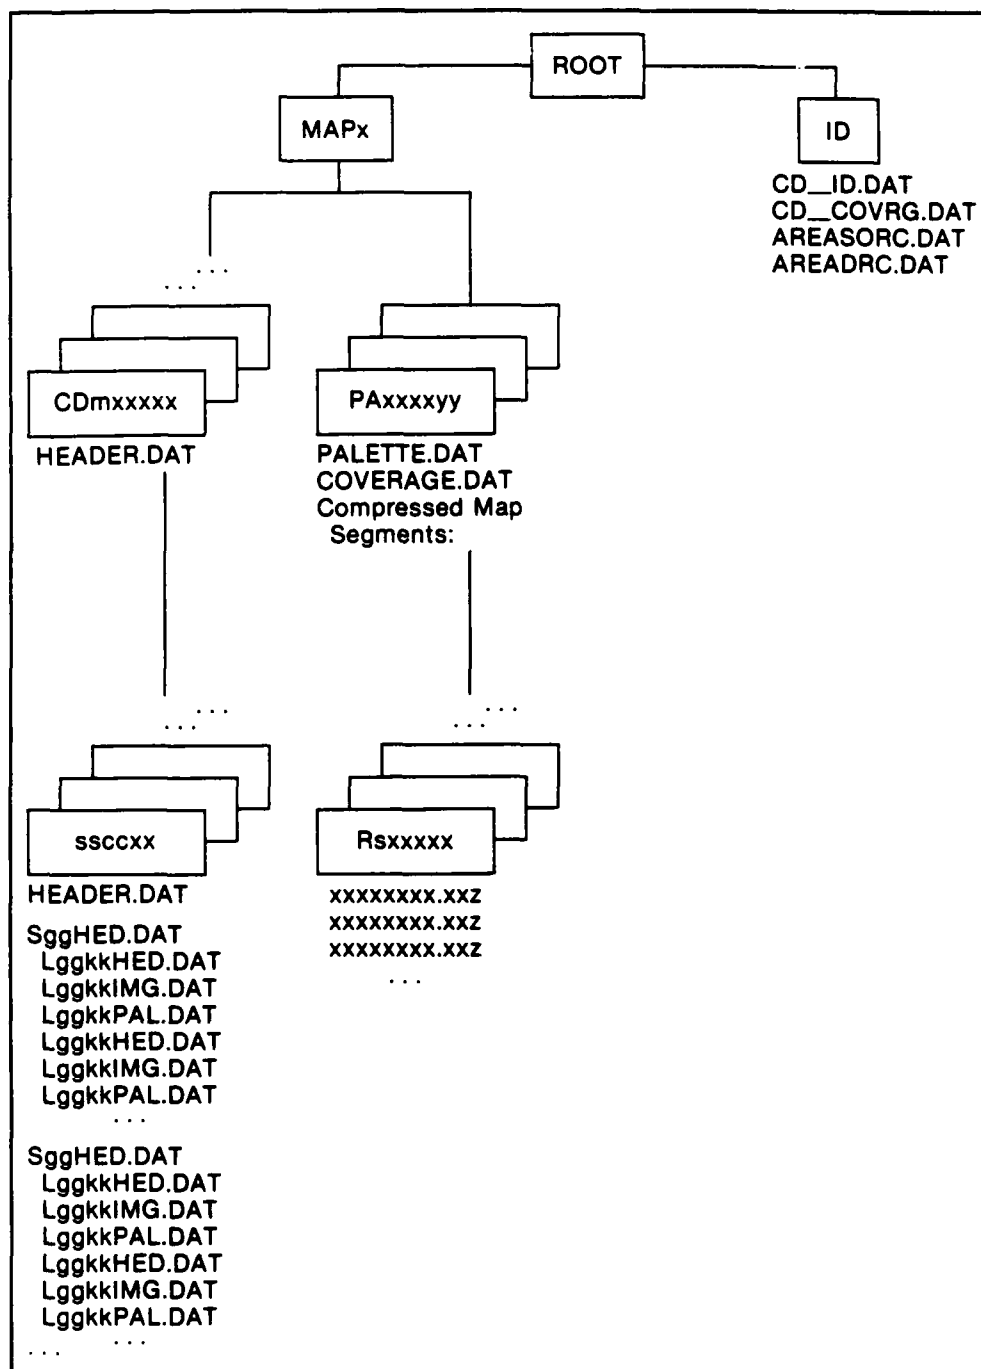 ROOT
MAPx
ID
CD__ID.DAT
CD__COVRG.DAT
AREASORC.DAT
AREADRC.DAT
...
...
CDmxxxxx
HEADER.DAT
PAxxxxyy
PALETTE.DAT
COVERAGE.DAT
Compressed Map
Segments:
...
...
...
...
ssccxx
HEADER.DAT
SggHED.DAT
LggkkHED.DAT
LggkkIMG.DAT
LggkkPAL.DAT
LggkkHED.DAT
LggkkIMG.DAT
LggkkPAL.DAT
...
SggHED.DAT
LggkkHED.DAT
LggkkIMG.DAT
LggkkPAL.DAT
LggkkHED.DAT
LggkkIMG.DAT
LggkkPAL.DAT
...
...
Rsxxxxx
xxxxxxxx.xxz
xxxxxxxx.xxz
xxxxxxxx.xxz
...